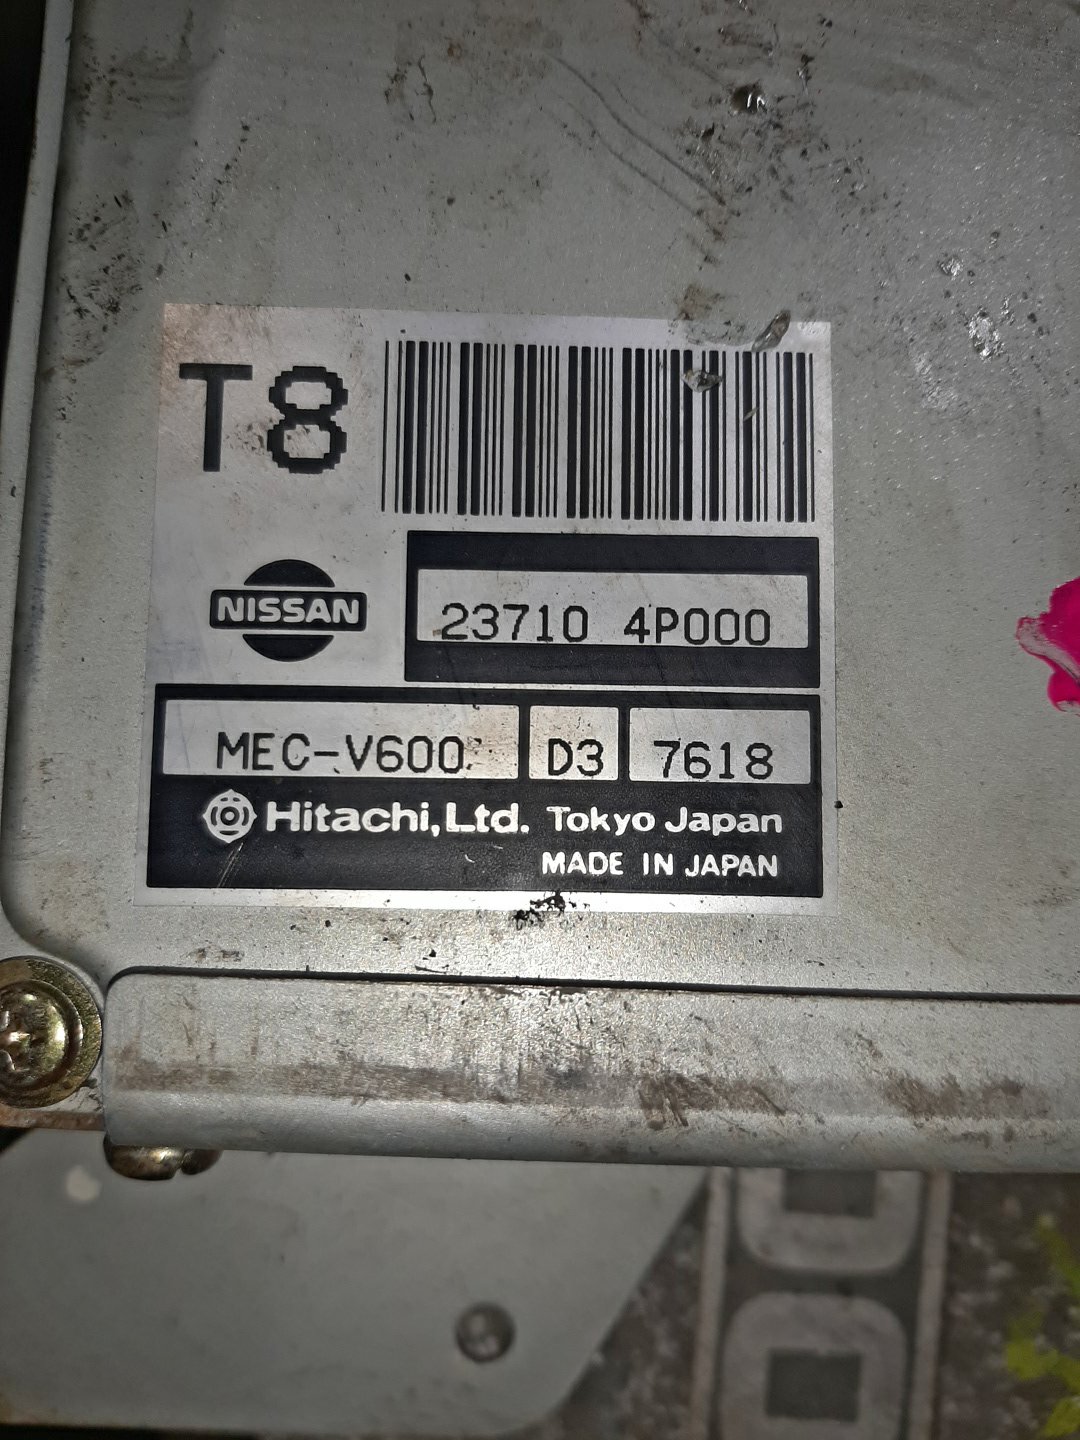 T8
NISSAN
23710 4P000
MEC-V600 D3 7618
Hitachi, Ltd. Tokyo Japan
MADE IN JAPAN